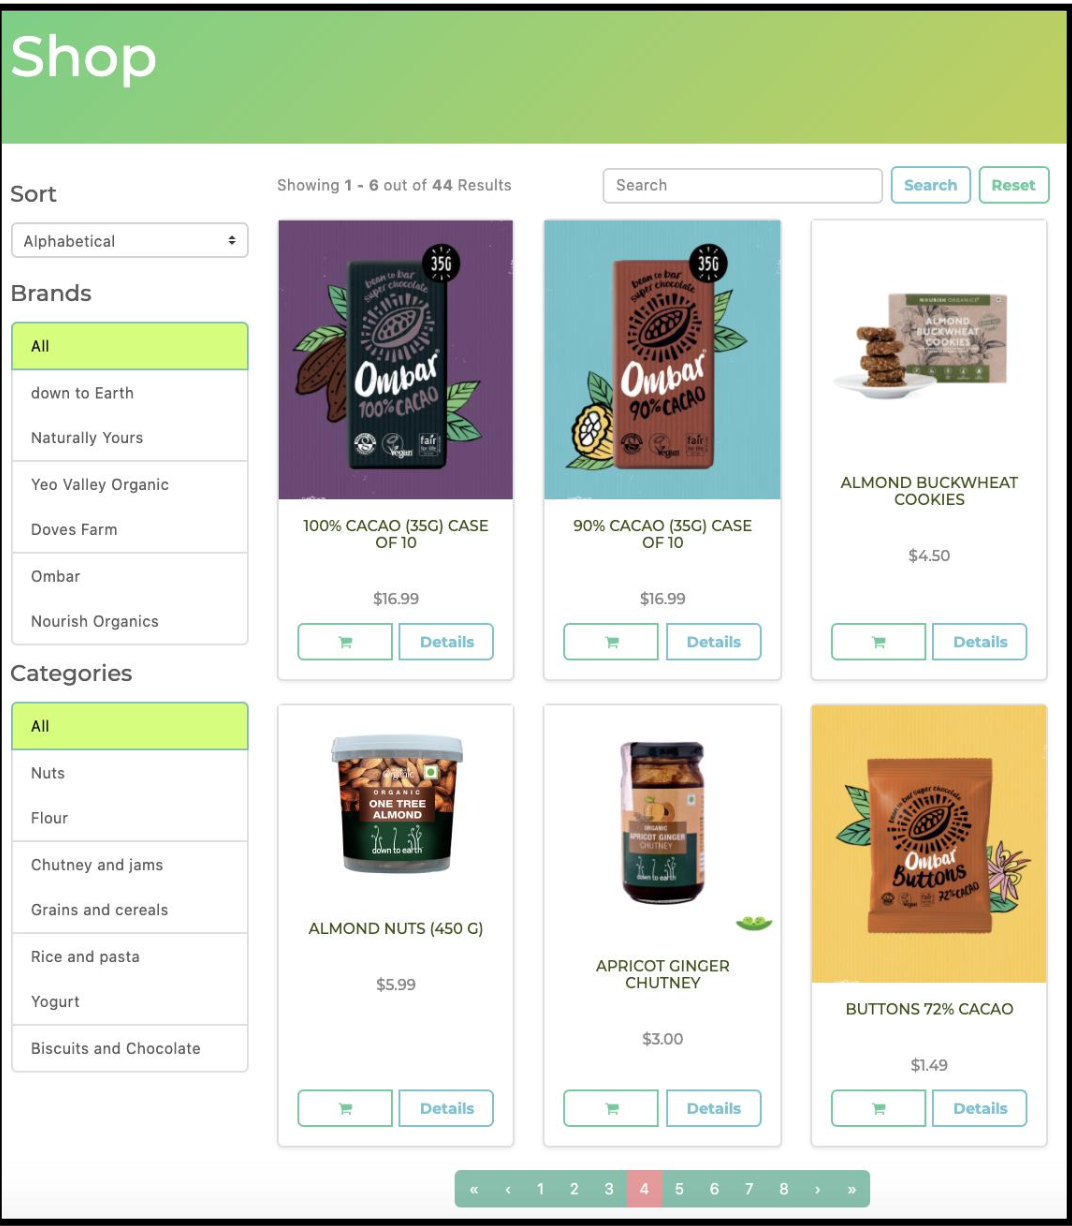 Shop
Sort
Alphabetical
Brands
All
down to Earth
Naturally Yours
Yeo Valley Organic
Doves Farm
Ombar
Nourish Organics
Categories
All
Nuts
Flour
Chutney and jams
Grains and cereals
Rice and pasta
Yogurt
Biscuits and Chocolate
Showing 1 - 6 out of 44 Results
Search
Search
Reset
35G
bean to bar
super chocolate
Ombar
100% CACAO
Vegan
fair
100% CACAO (35G) CASE
OF 10
$16.99
Details
35G
bean to bar
super chocolate
Ombar
90% CACAO
Vegan
fair
90% CACAO (35G) CASE
OF 10
$16.99
Details
NOURISH ORGANICS
ALMOND
BUCKWHEAT
COOKIES
ALMOND BUCKWHEAT
COOKIES
$4.50
Details
ORGANIC
ONE TREE
ALMOND
down to earth
ALMOND NUTS (450 G)
$5.99
Details
ORGANIC
APRICOT GINGER
CHUTNEY
down to earth
APRICOT GINGER
CHUTNEY
$3.00
Details
bean to bar super chocolate
Ombar
Buttons
72% CACAO
BUTTONS 72% CACAO
$1.49
Details
« ‹ 1 2 3 4 5 6 7 8 › »